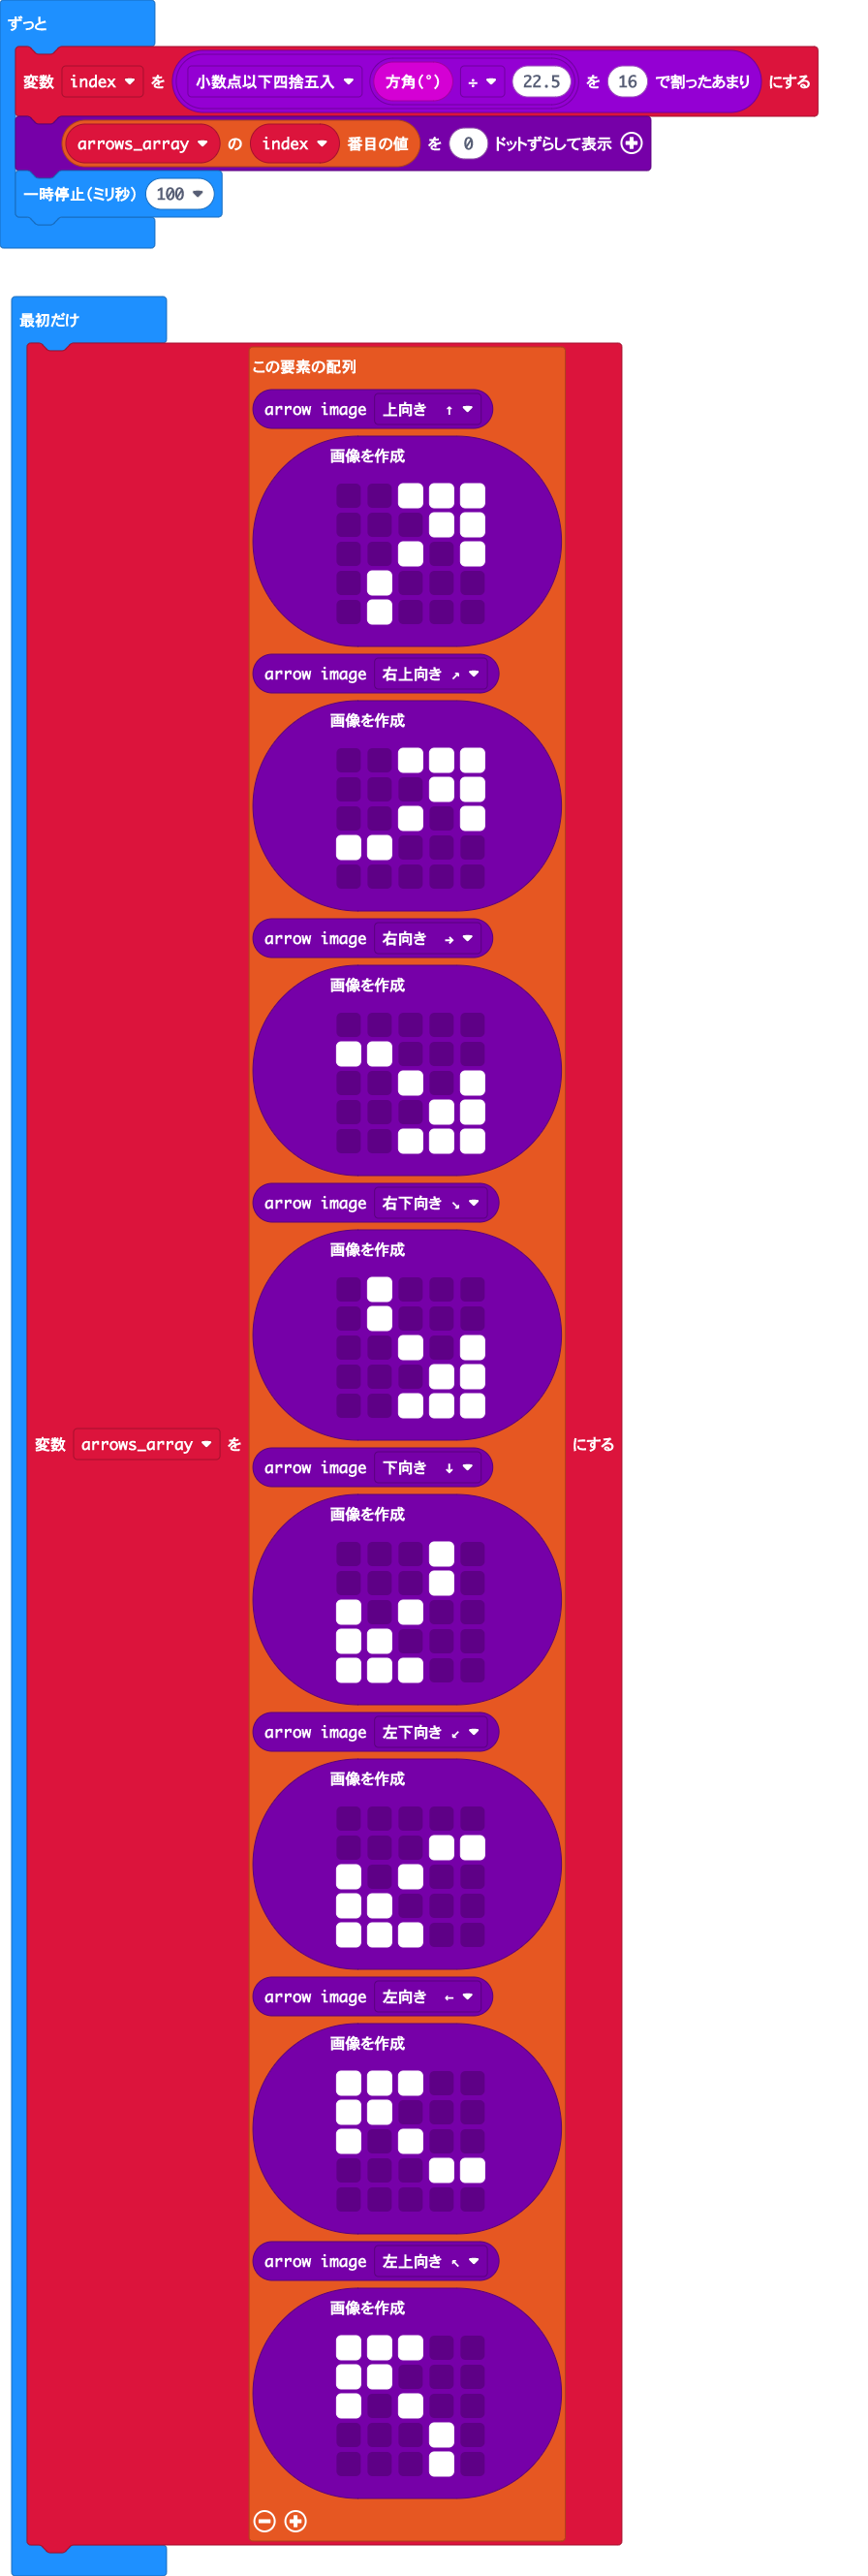 ずっと
変数 index を 小数点以下四捨五入 方角(°) ÷ 22.5 を 16 で割ったあまり にする
arrows_array の index 番目の値 を 0 ドットずらして表示
一時停止(ミリ秒) 100
最初だけ
この要素の配列
arrow image 上向き ↑
画像を作成
arrow image 右上向き ↗
画像を作成
arrow image 右向き →
画像を作成
arrow image 右下向き ↘
画像を作成
変数 arrows_array を にする
arrow image 下向き ↓
画像を作成
arrow image 左下向き ↙
画像を作成
arrow image 左向き ←
画像を作成
arrow image 左上向き ↖
画像を作成